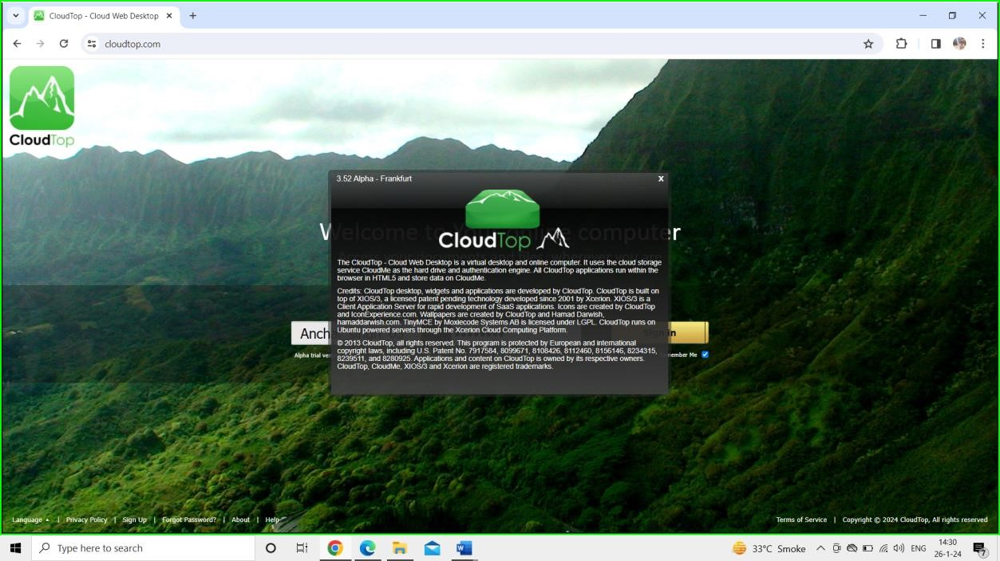 CloudTop - Cloud Web Desktop
cloudtop.com
CloudTop
3.52 Alpha - Frankfurt
X
Welcome to Your online computer
CloudTop
The CloudTop - Cloud Web Desktop is a virtual desktop and online computer. It uses the cloud storage
service CloudMe as the hard drive and authentication engine. All CloudTop applications run within the
browser in HTML5 and store data on CloudMe.
Credits: CloudTop desktop, widgets and applications are developed by CloudTop. CloudTop is built on
top of XIOS/3, a licensed patent pending technology developed since 2001 by Xcerion. XIOS/3 is a
Client Application Server for rapid development of SaaS applications. Icons are created by CloudTop
and IconExperience.com. Wallpapers are created by CloudTop and Hamad Darwish,
hamaddarwish.com. TinyMCE by Moxiecode Systems AB is licensed under LGPL. CloudTop runs on
Ubuntu powered servers through the Xcerion Cloud Computing Platform.
© 2013 CloudTop, all rights reserved. This program is protected by European and international
copyright laws, including U.S. Patent No. 7917584, 8099671, 8108426, 8112460, 8156146, 8234315,
8239511, and 8280925. Applications and content on CloudTop is owned by its respective owners.
CloudTop, CloudMe, XIOS/3 and Xcerion are registered trademarks.
Anch
Sign in
Alpha trial ver
member Me
Language | Privacy Policy | Sign Up | Forgot Password? | About | Help
Terms of Service | Copyright © 2024 CloudTop, All rights reserved
Type here to search
33°C Smoke
ENG
14:30
26-1-24
7